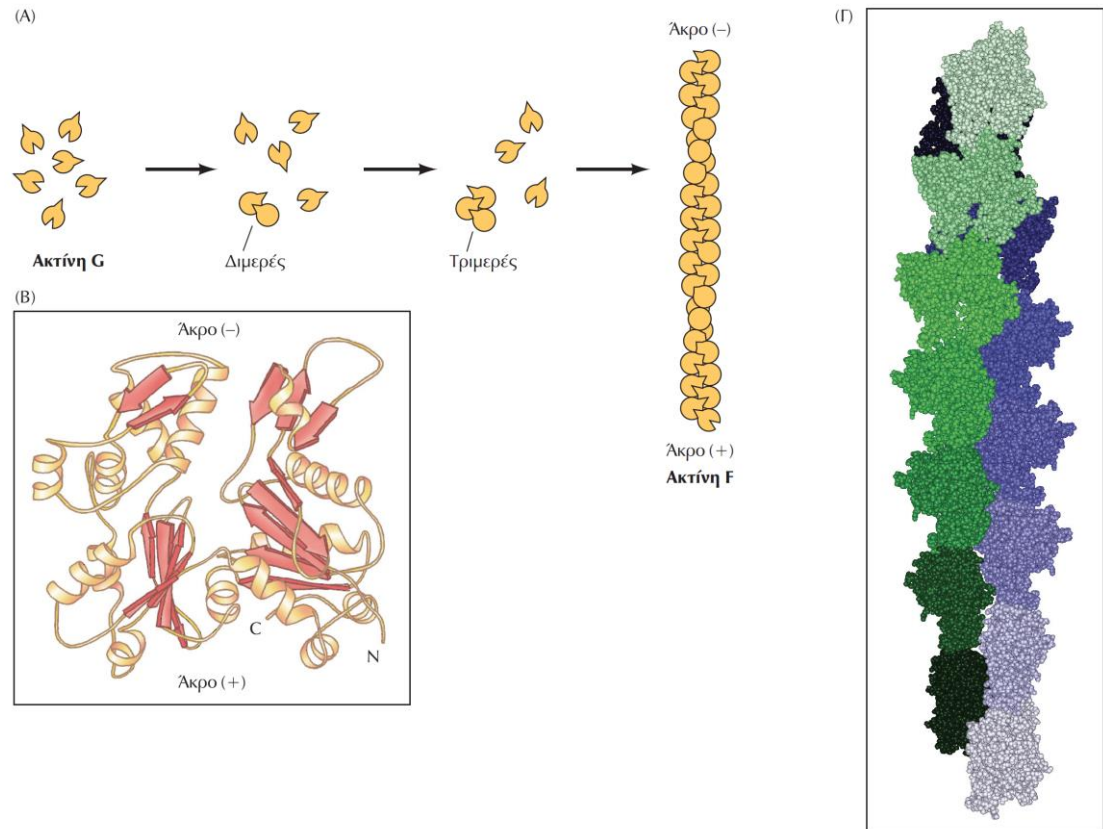 (Α)
Άκρο (–)
Ακτίνη G
Διμερές
Τριμερές
Άκρο (+)
Ακτίνη F
(Β)
Άκρο (–)
C
N
Άκρο (+)
(Γ)